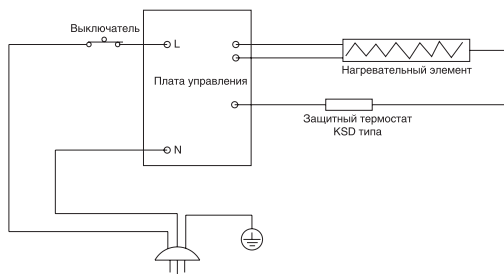 Выключатель
L
Плата управления
N
Нагревательный элемент
Защитный термостат
KSD типа